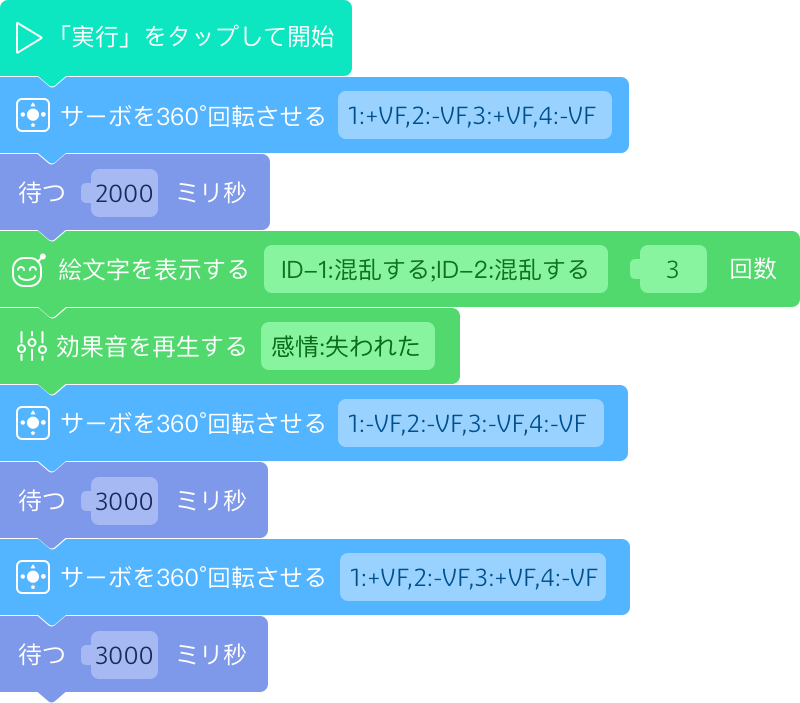 「実行」をタップして開始
サーボを360°回転させる 1:+VF,2:-VF,3:+VF,4:-VF
待つ 2000 ミリ秒
絵文字を表示する ID-1:混乱する;ID-2:混乱する 3 回数
効果音を再生する 感情:失われた
サーボを360°回転させる 1:-VF,2:-VF,3:-VF,4:-VF
待つ 3000 ミリ秒
サーボを360°回転させる 1:+VF,2:-VF,3:+VF,4:-VF
待つ 3000 ミリ秒